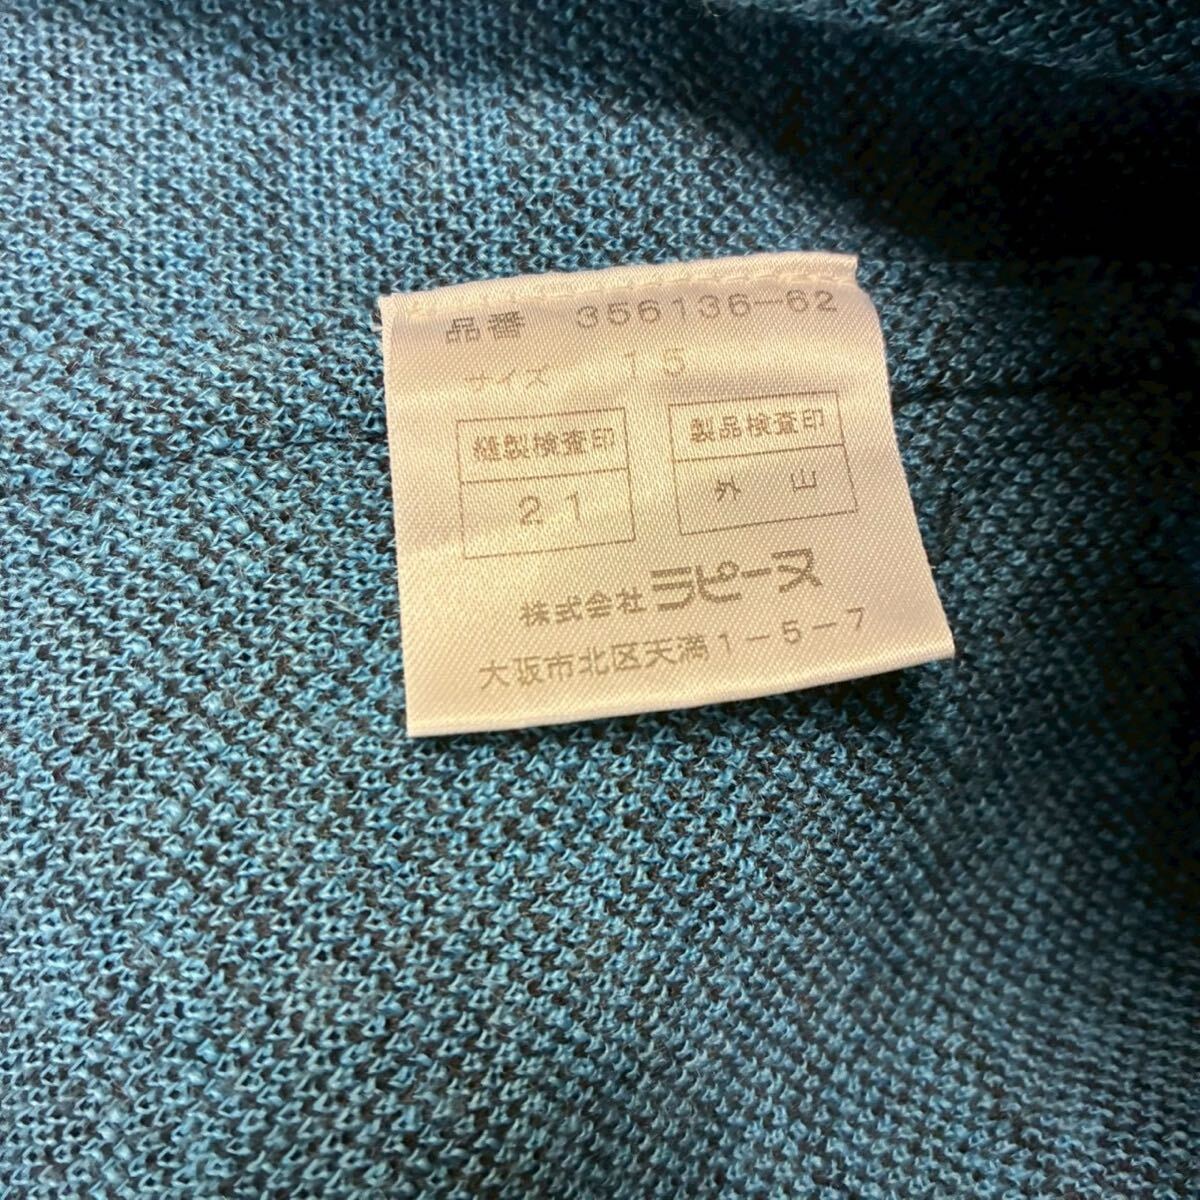 品番 356136-62
サイズ 15
縫製検査印 製品検査印
21 外 山
株式会社 ラピーヌ
大阪市北区天満1-5-7